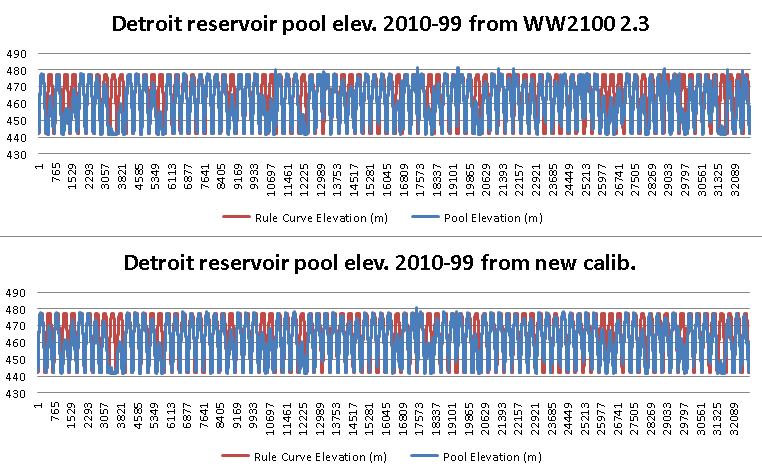 Detroit reservoir pool elev. 2010-99 from WW2100 2.3
490
480
470
460
450
440
430
1 765 1529 2293 3057 3821 4585 5349 6113 6877 7641 8405 9169 9933 10697 11461 12225 12989 13753 14517 15281 16045 16809 17573 18337 19101 19865 20629 21393 22157 22921 23685 24449 25213 25977 26741 27505 28269 29033 29797 30561 31325 32089
Rule Curve Elevation (m) Pool Elevation (m)
Detroit reservoir pool elev. 2010-99 from new calib.
490
480
470
460
450
440
430
1 765 1529 2293 3057 3821 4585 5349 6113 6877 7641 8405 9169 9933 10697 11461 12225 12989 13753 14517 15281 16045 16809 17573 18337 19101 19865 20629 21393 22157 22921 23685 24449 25213 25977 26741 27505 28269 29033 29797 30561 31325 32089
Rule Curve Elevation (m) Pool Elevation (m)